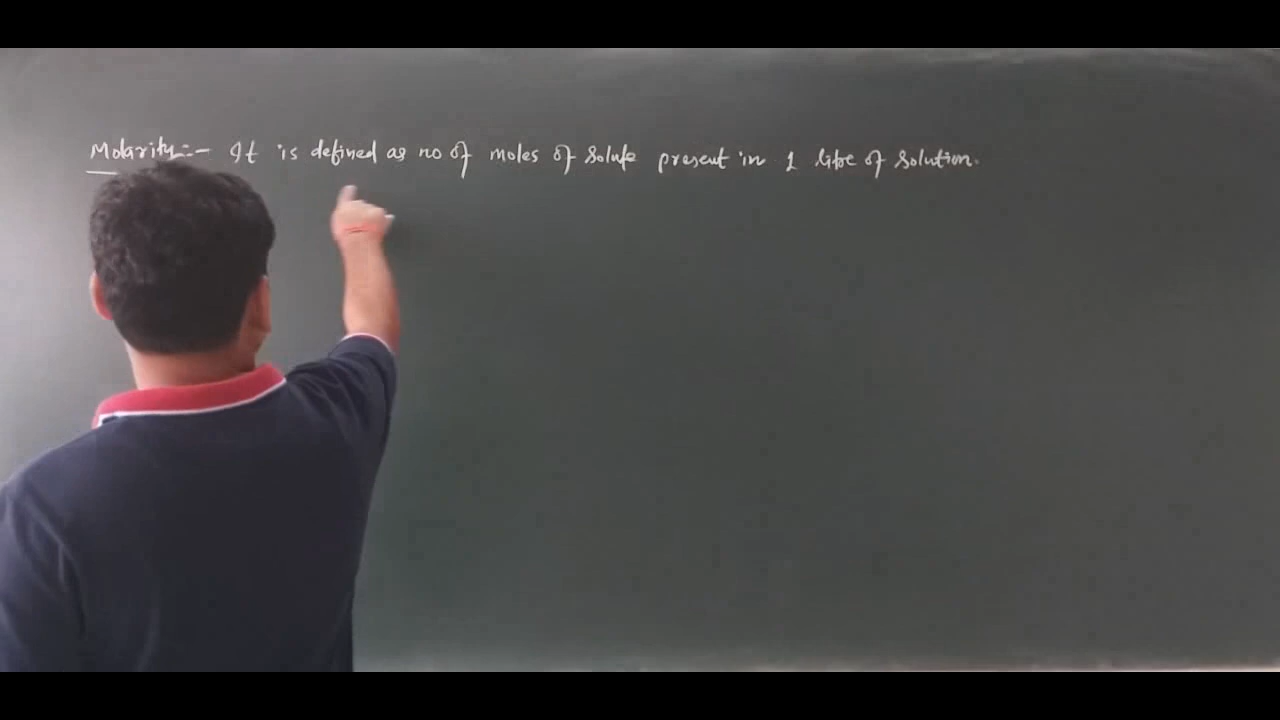 Molarity:- It is defined as no of moles of solute present in 1 litre of solution.